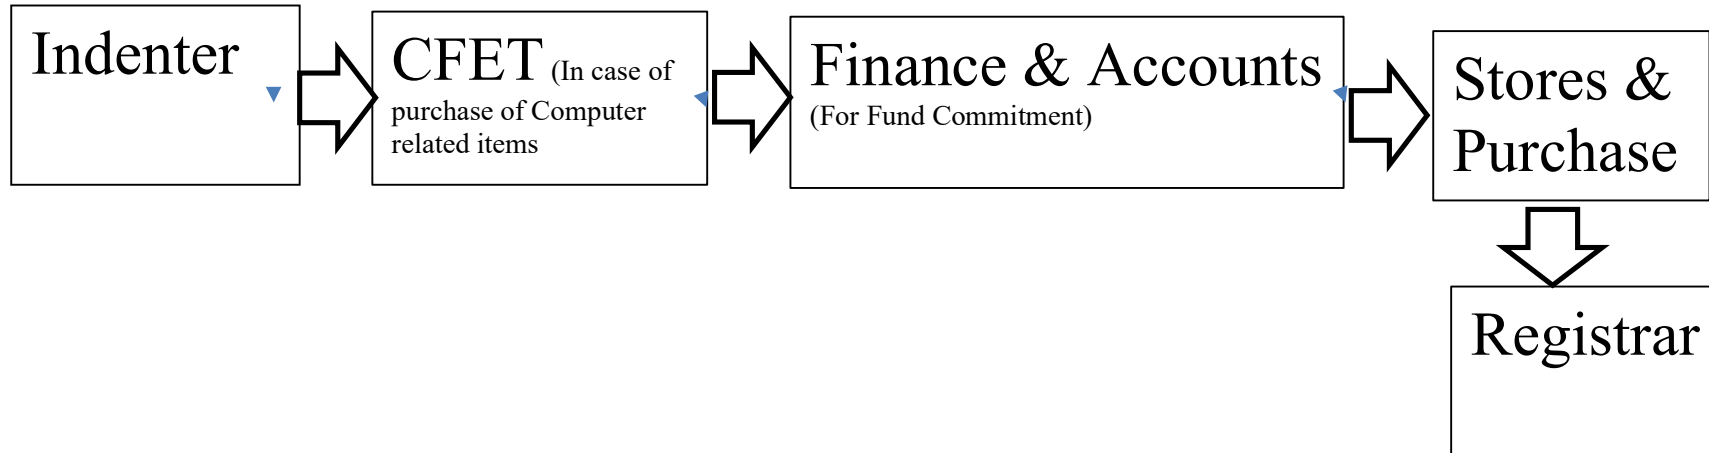 Indenter
CFET (In case of
purchase of Computer
related items
Finance & Accounts
(For Fund Commitment)
Stores &
Purchase
Registrar